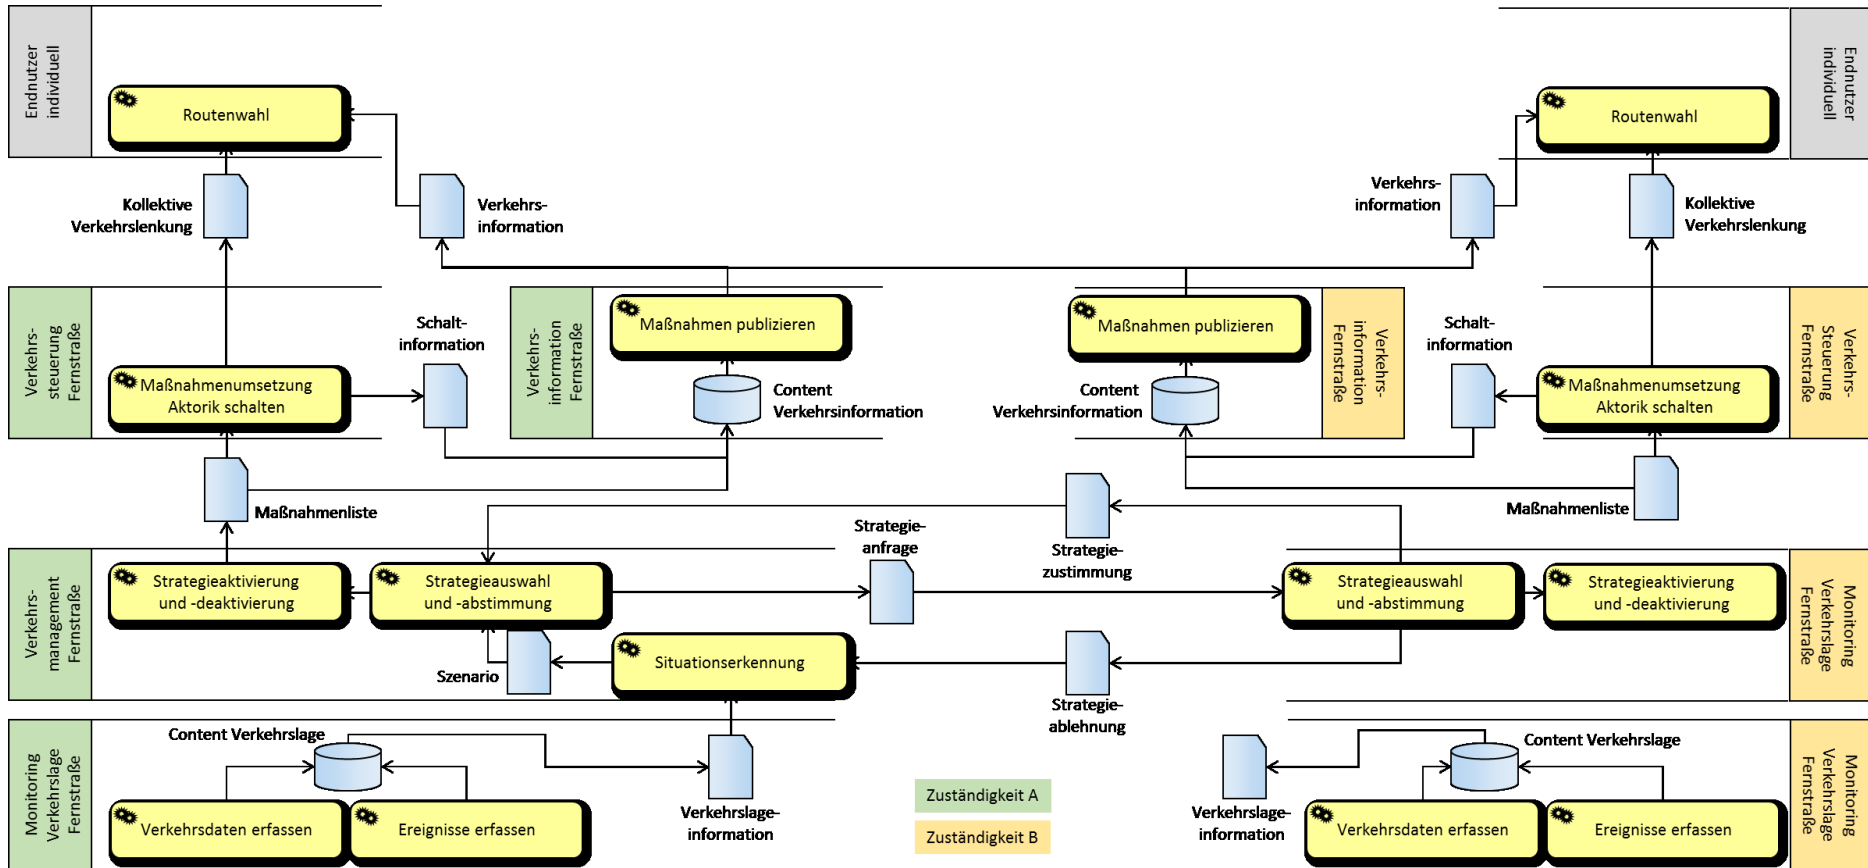 Endnutzer
individuell
Routenwahl
Routenwahl
Endnutzer
individuell
Kollektive
Verkehrslenkung
Verkehrs-
information
Verkehrs-
information
Kollektive
Verkehrslenkung
Verkehrs-
steuerung
Fernstraße
Maßnahmenumsetzung
Aktorik schalten
Schalt-
information
Verkehrs-
information
Fernstraße
Maßnahmen publizieren
Content
Verkehrsinformation
Maßnahmen publizieren
Content
Verkehrsinformation
Verkehrs-
information
Fernstraße
Schalt-
information
Maßnahmenumsetzung
Aktorik schalten
Verkehrs-
Steuerung
Fernstraße
Maßnahmenliste
Maßnahmenliste
Verkehrs-
management
Fernstraße
Strategieaktivierung
und -deaktivierung
Strategieauswahl
und -abstimmung
Strategie-
anfrage
Strategie-
zustimmung
Strategieauswahl
und -abstimmung
Strategieaktivierung
und -deaktivierung
Monitoring
Verkehrslage
Fernstraße
Szenario
Situationserkennung
Strategie-
ablehnung
Monitoring
Verkehrslage
Fernstraße
Content Verkehrslage
Verkehrsdaten erfassen
Ereignisse erfassen
Verkehrslage-
information
Zuständigkeit A
Zuständigkeit B
Verkehrslage-
information
Content Verkehrslage
Verkehrsdaten erfassen
Ereignisse erfassen
Monitoring
Verkehrslage
Fernstraße